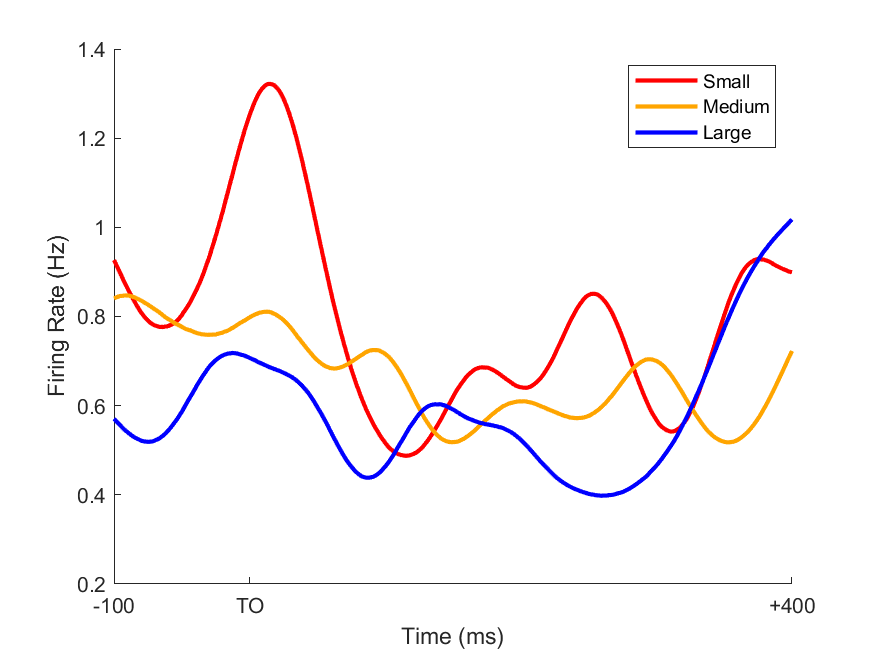 1.4
1.2
1
0.8
0.6
0.4
0.2
Firing Rate (Hz)
Small
Medium
Large
-100 TO +400
Time (ms)